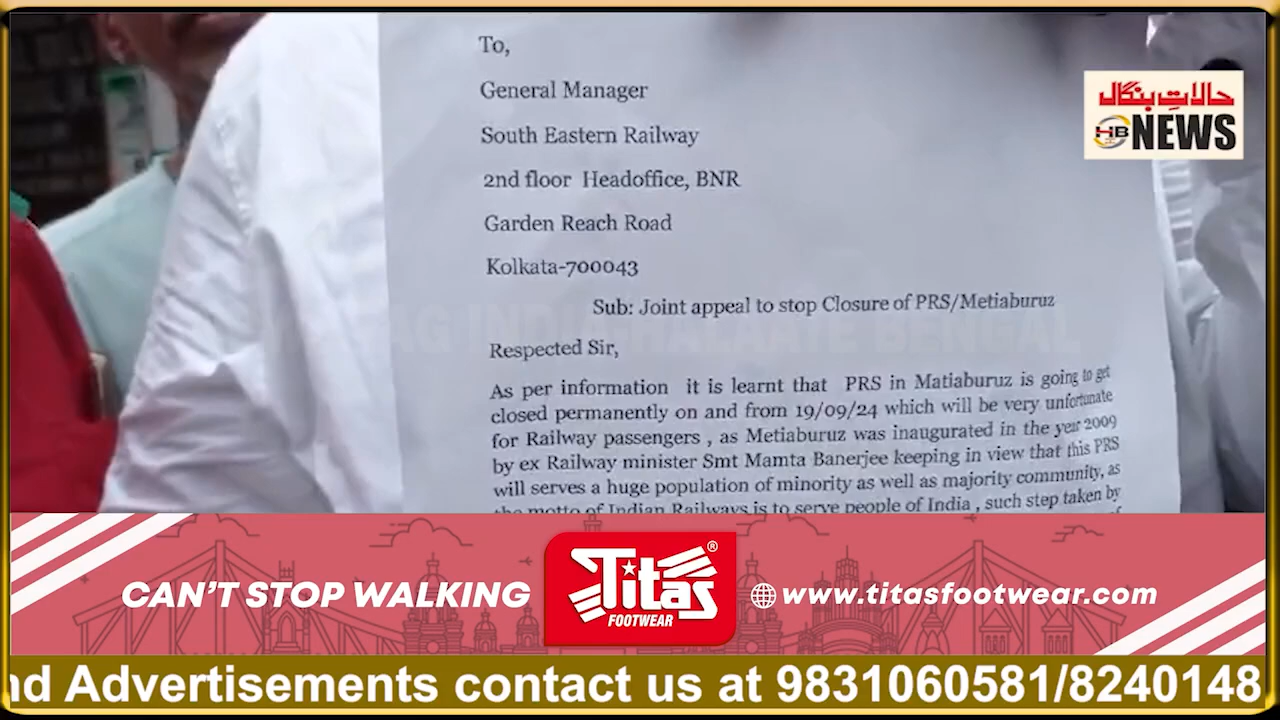 To,
General Manager
South Eastern Railway
2nd floor Headoffice, BNR
Garden Reach Road
Kolkata-700043
Sub: Joint appeal to stop Closure of PRS/Metiaburuz
Respected Sir,
As per information it is learnt that PRS in Matiaburuz is going to get
closed permanently on and from 19/09/24 which will be very unfortunate
for Railway passengers , as Metiaburuz was inaugurated in the year 2009
by ex Railway minister Smt Mamta Banerjee keeping in view that this PRS
will serves a huge population of minority as well as majority community, as
the motto of Indian Railways is to serve people of India , such step taken by
حالاتِ بنگال
HB NEWS
AG INDIA-HALAATE BENGAL
CAN'T STOP WALKING
Titas®
FOOTWEAR
www.titasfootwear.com
nd Advertisements contact us at 9831060581/8240148